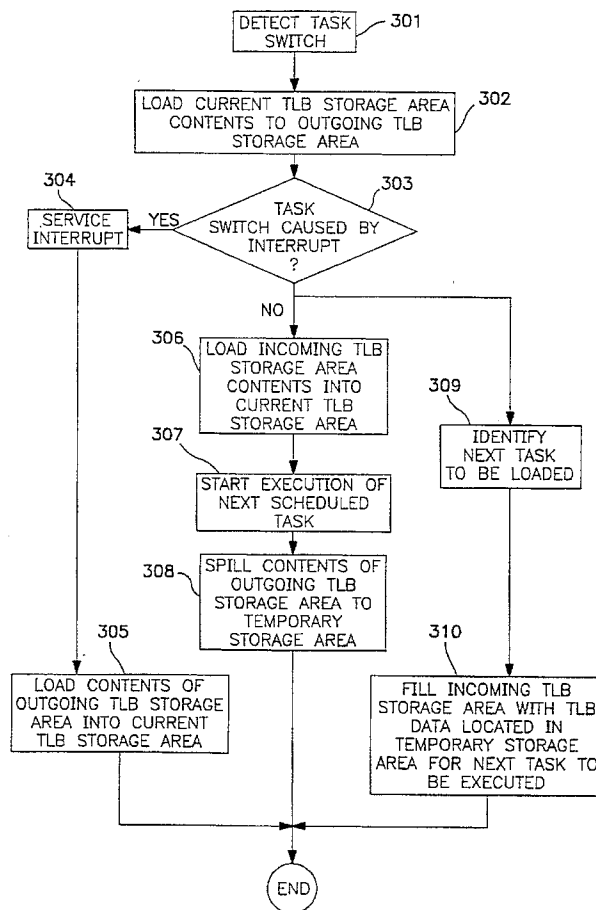 DETECT TASK
SWITCH
301
LOAD CURRENT TLB STORAGE AREA
CONTENTS TO OUTGOING TLB
STORAGE AREA
302
303
TASK
SWITCH CAUSED BY
INTERRUPT
?
304
SERVICE
INTERRUPT
YES
NO
306
LOAD INCOMING TLB
STORAGE AREA
CONTENTS INTO
CURRENT TLB
STORAGE AREA
309
IDENTIFY
NEXT TASK
TO BE LOADED
307
START EXECUTION OF
NEXT SCHEDULED
TASK
308
SPILL CONTENTS OF
OUTGOING TLB
STORAGE AREA TO
TEMPORARY
STORAGE AREA
305
LOAD CONTENTS OF
OUTGOING TLB STORAGE
AREA INTO CURRENT
TLB STORAGE AREA
310
FILL INCOMING TLB
STORAGE AREA WITH TLB
DATA LOCATED IN
TEMPORARY STORAGE
AREA FOR NEXT TASK TO
BE EXECUTED
END